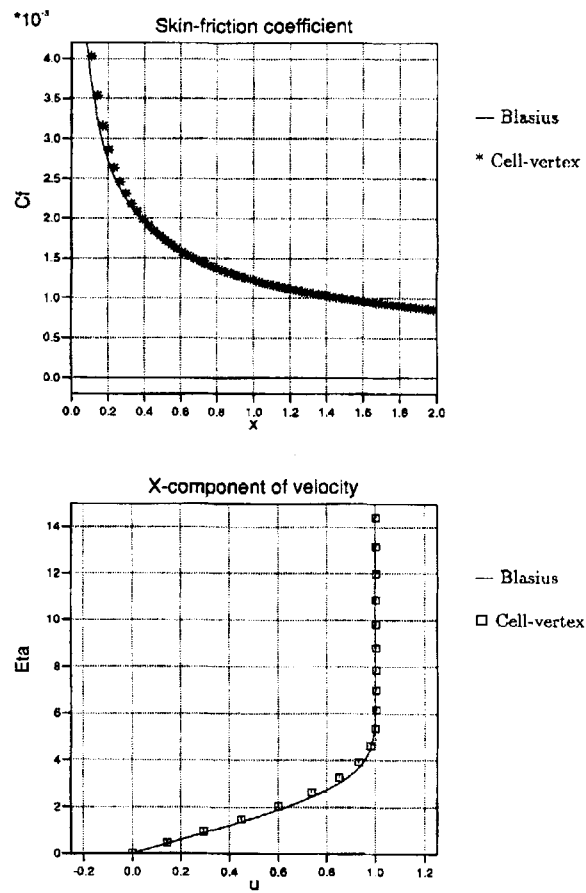 *10⁻³
Skin-friction coefficient
4.0
3.5
3.0
2.5
2.0
1.5
1.0
0.5
0.0
Cf
0.0 0.2 0.4 0.6 0.8 1.0 1.2 1.4 1.6 1.8 2.0
x
— Blasius
* Cell-vertex
X-component of velocity
14
12
10
8
6
4
2
0
Eta
-0.2 0.0 0.2 0.4 0.6 0.8 1.0 1.2
u
— Blasius
□ Cell-vertex